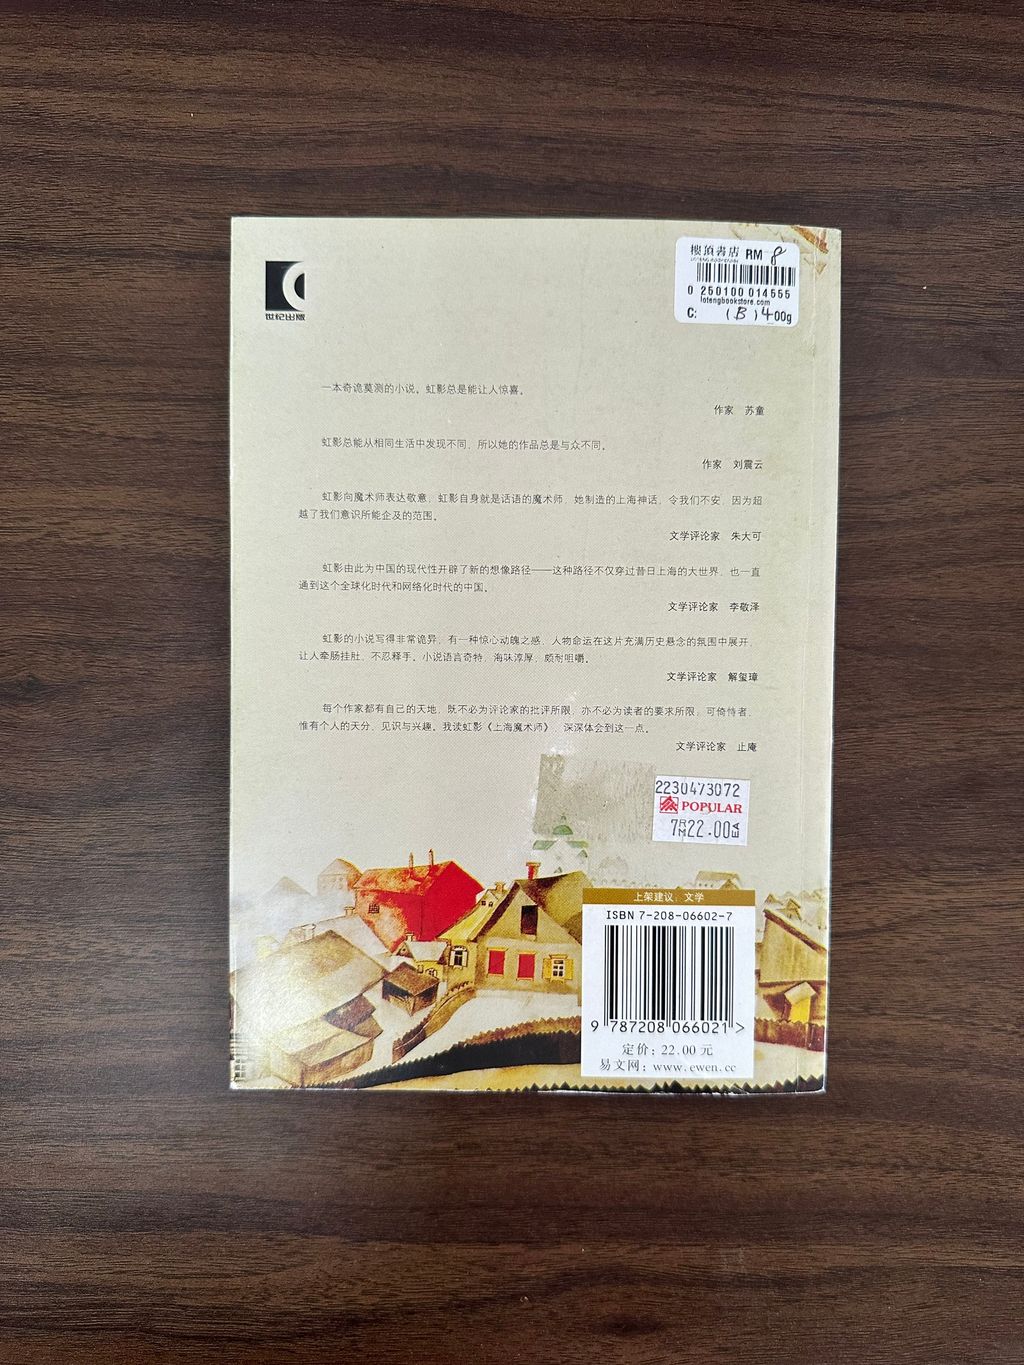 世纪出版
樓頂書店 RM 8
0 250100 014555
lotengbookstore.com
C: (B) 400g
一本奇诡莫测的小说。虹影总是能让人惊喜。
作家 苏童
虹影总能从相同生活中发现不同，所以她的作品总是与众不同。
作家 刘震云
虹影向魔术师表达敬意，虹影自身就是话语的魔术师，她制造的上海神话，令我们不安，因为超
越了我们意识所能企及的范围。
文学评论家 朱大可
虹影由此为中国的现代性开辟了新的想像路径——这种路径不仅穿过昔日上海的大世界，也一直
通到这个全球化时代和网络化时代的中国。
文学评论家 李敬泽
虹影的小说写得非常诡异，有一种惊心动魄之感，人物命运在这片充满历史悬念的氛围中展开，
让人牵肠挂肚，不忍释手。小说语言奇特，海味淳厚，颇耐咀嚼。
文学评论家 解玺璋
每个作家都有自己的天地，既不必为评论家的批评所限，亦不必为读者的要求所限，可倚恃者，
惟有个人的天分、见识与兴趣。我读虹影《上海魔术师》，深深体会到这一点。
文学评论家 止庵
2230473072
POPULAR
7RM22.00EA
上架建议：文学
ISBN 7-208-06602-7
9 787208 066021 >
定价：22.00 元
易文网：www.ewen.cc